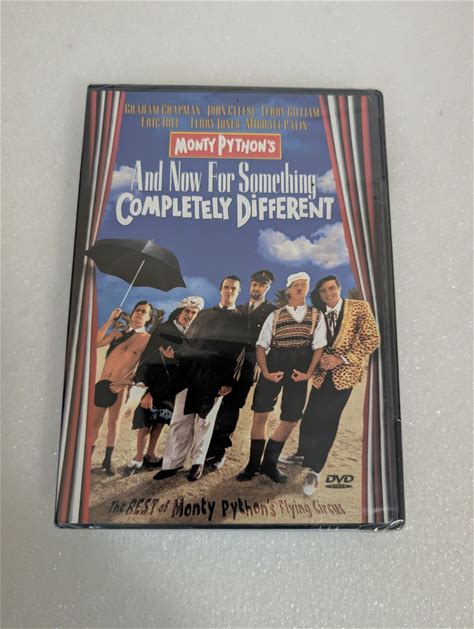 GRAHAM CHAPMAN JOHN CLEESE TERRY GILLIAM
ERIC IDLE TERRY JONES MICHAEL PALIN
MONTY PYTHON'S
And Now For Something
COMPLETELY DiFFERENT
DVD
VIDEO
The BEST of Monty Python's Flying Circus